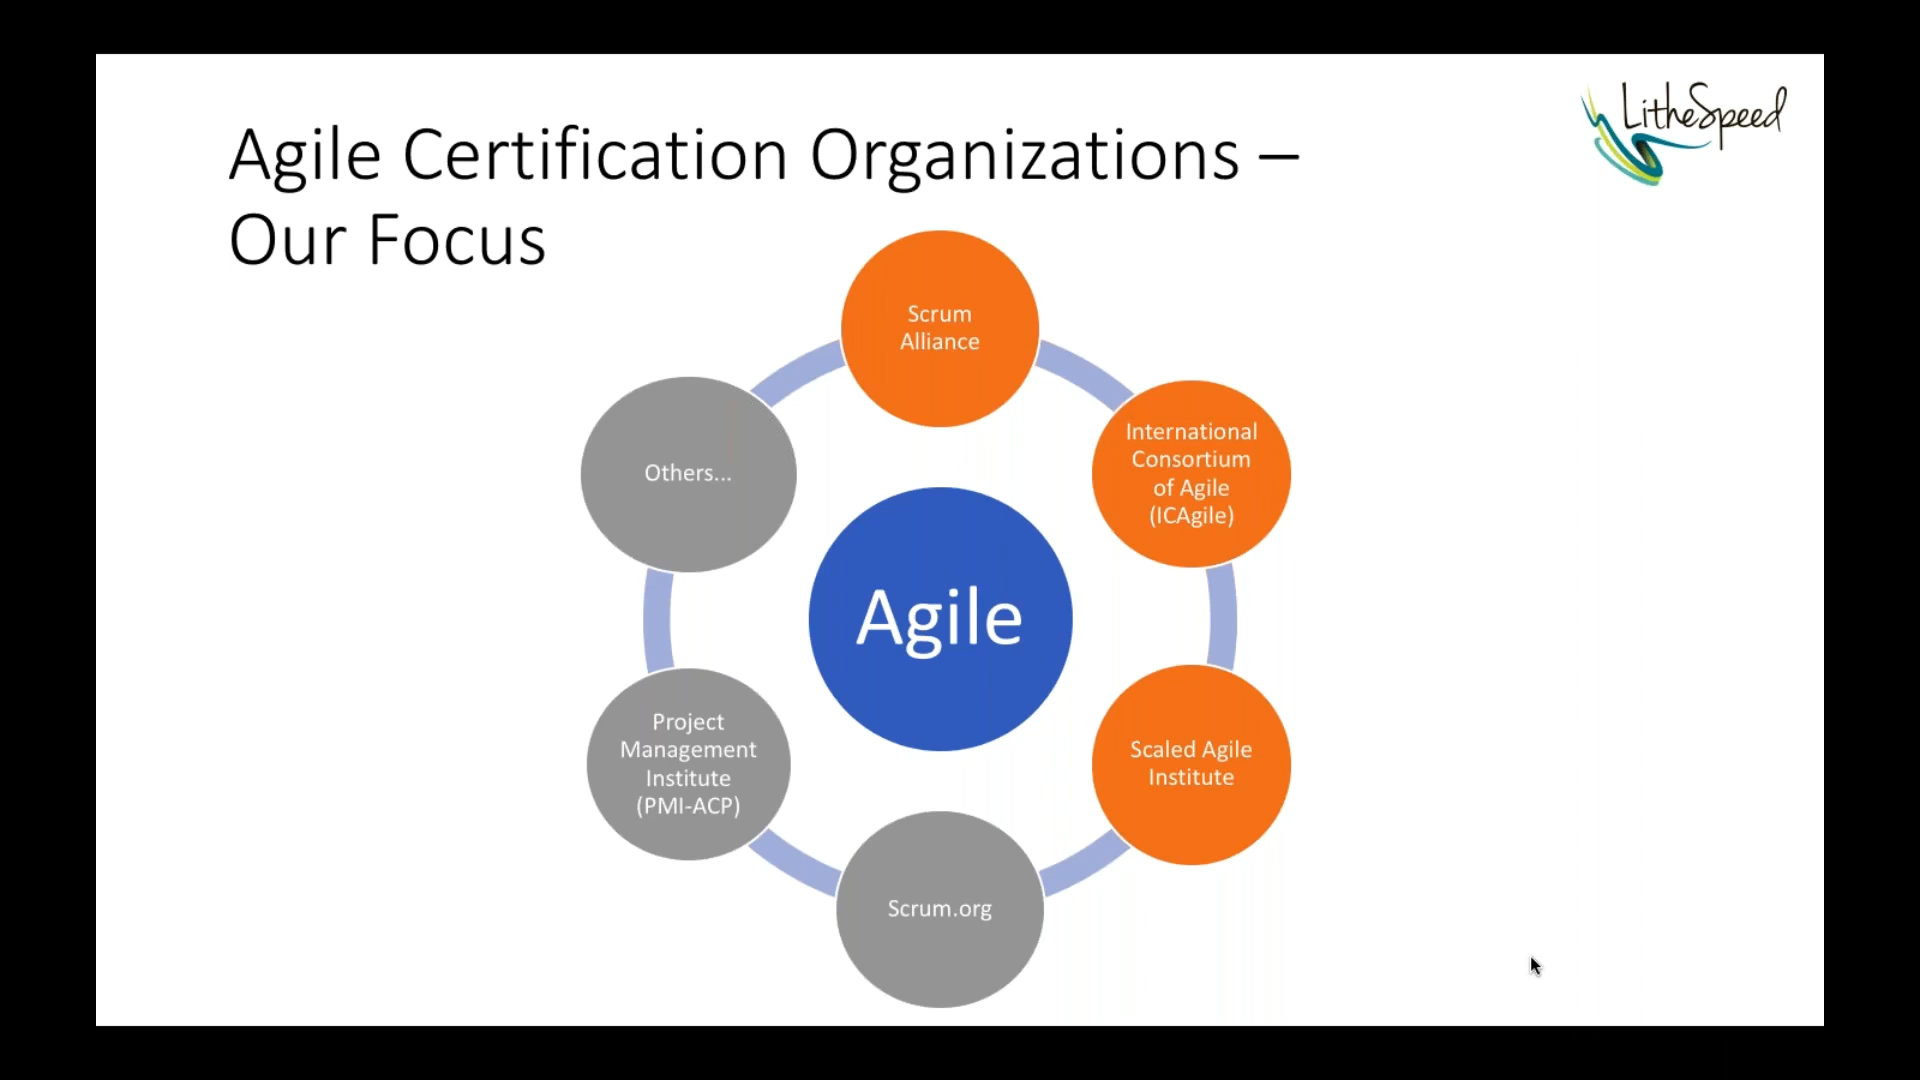 LitheSpeed
Agile Certification Organizations –
Our Focus
Scrum
Alliance
International
Consortium
of Agile
(ICAgile)
Scaled Agile
Institute
Scrum.org
Project
Management
Institute
(PMI-ACP)
Others...
Agile